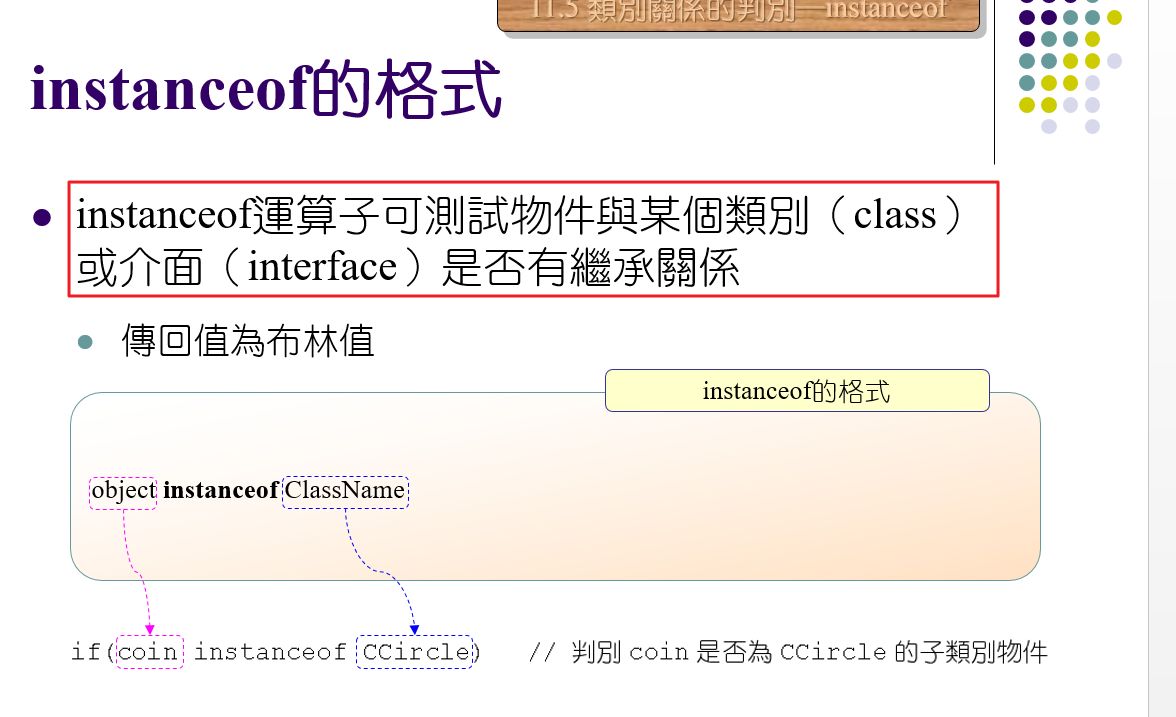 11.5 類別關係的判別—instanceof
instanceof的格式
instanceof運算子可測試物件與某個類別（class）
或介面（interface）是否有繼承關係
傳回值為布林值
instanceof的格式
object instanceof ClassName
if(coin instanceof CCircle) // 判別 coin 是否為 CCircle 的子類別物件